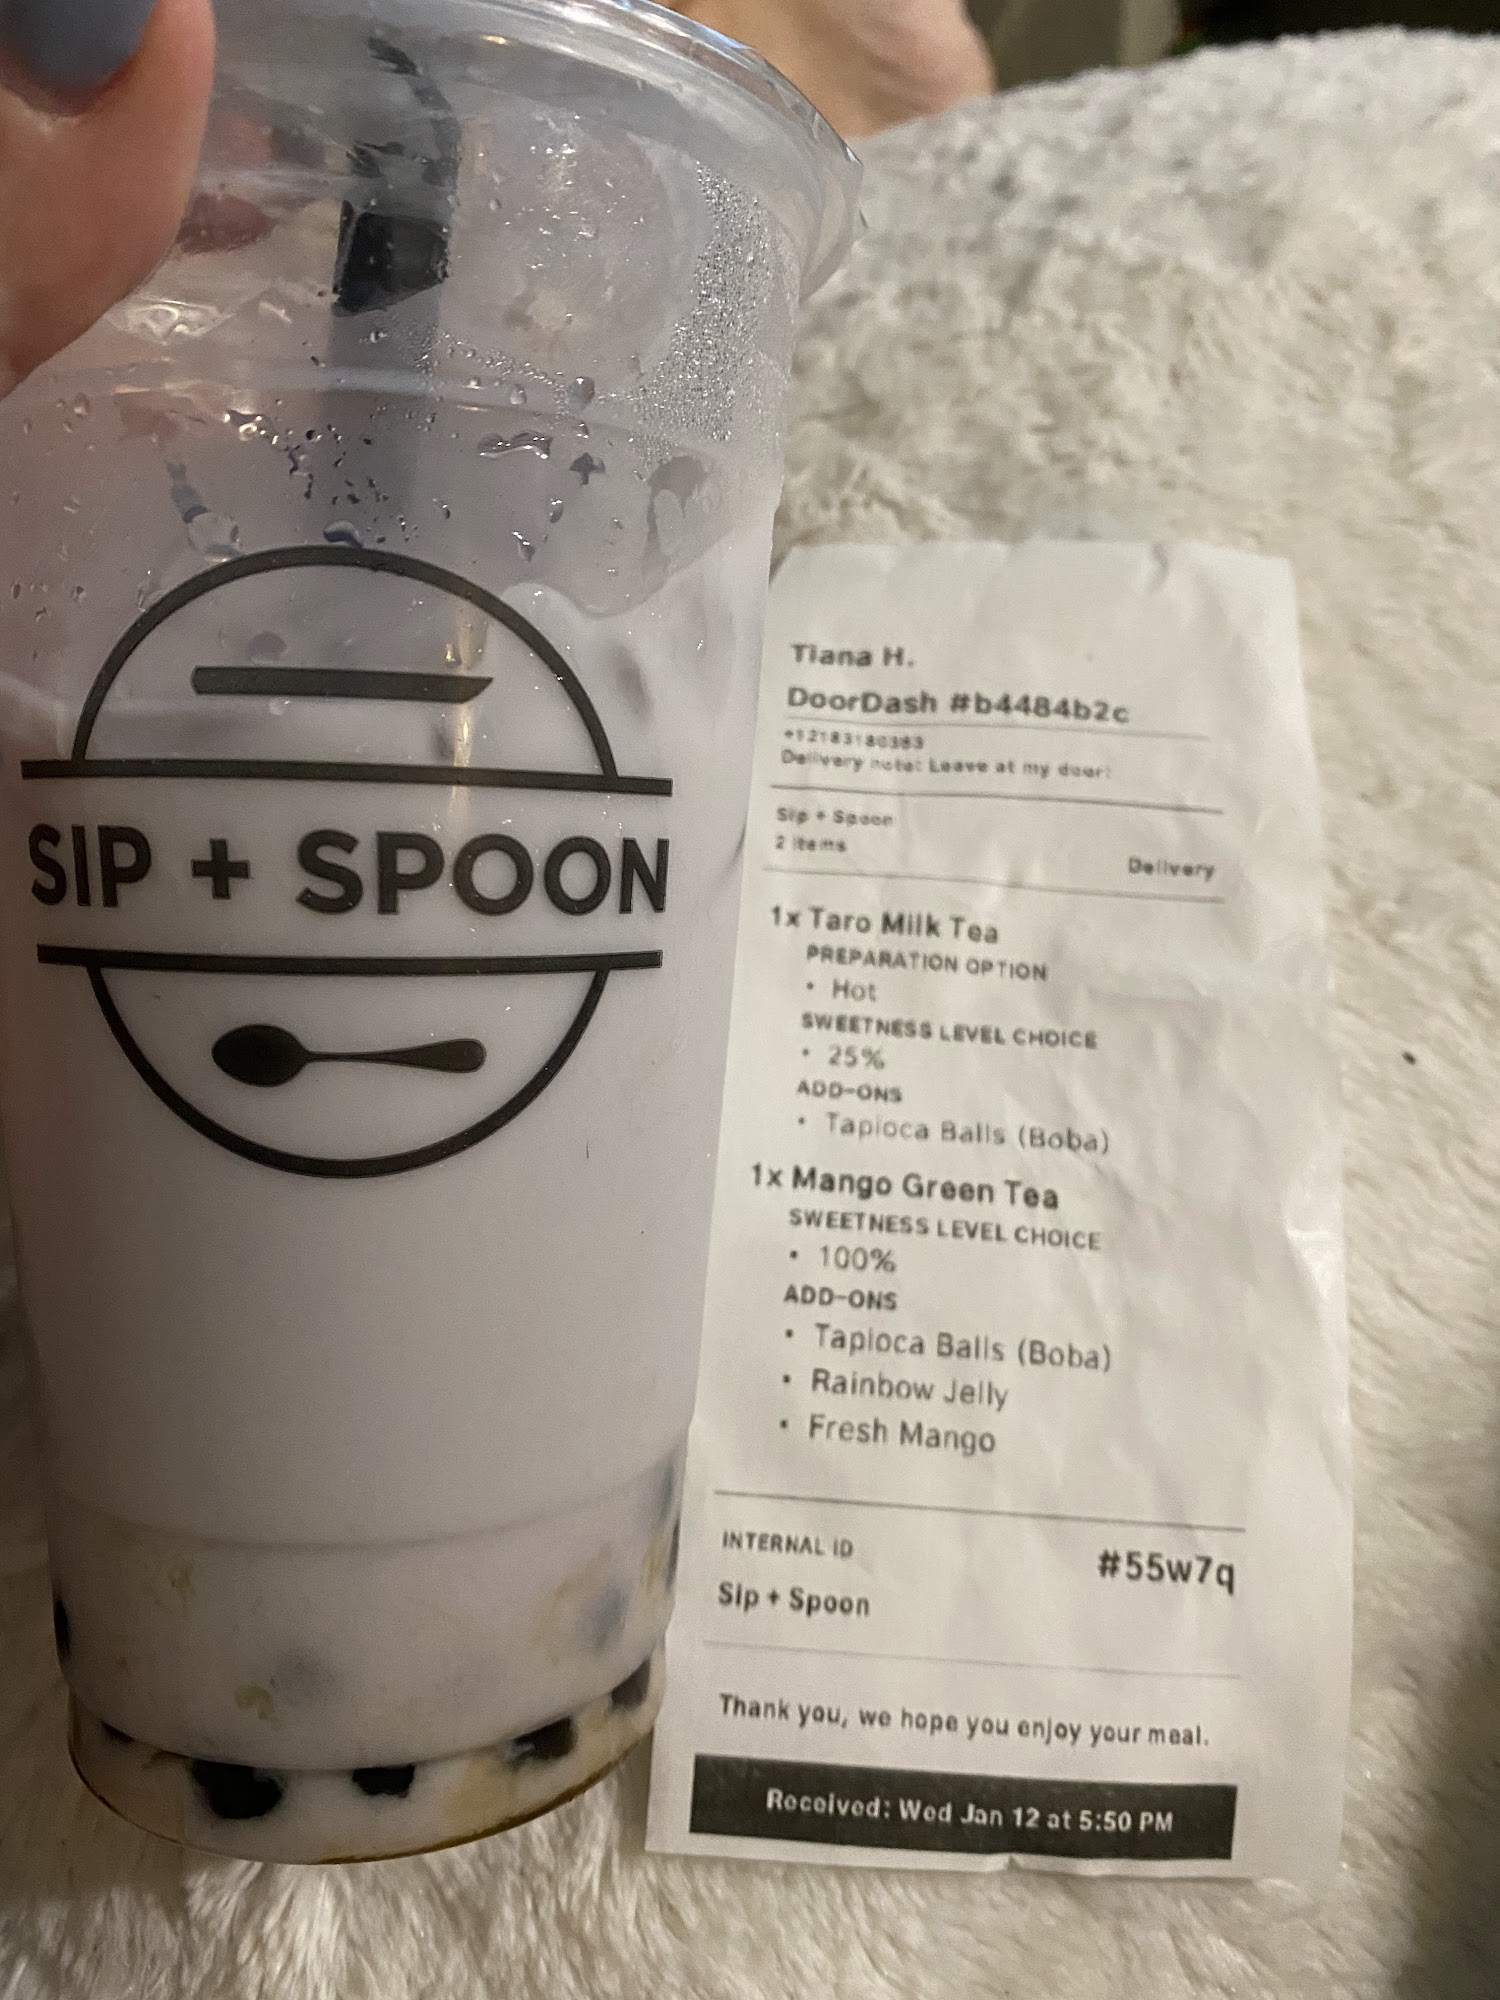 SIP + SPOON
Tiana H.
DoorDash #b4484b2c
+12183180383
Delivery note: Leave at my door!
Sip + Spoon
2 items
Delivery
1x Taro Milk Tea
PREPARATION OPTION
• Hot
SWEETNESS LEVEL CHOICE
• 25%
ADD-ONS
• Tapioca Balls (Boba)
1x Mango Green Tea
SWEETNESS LEVEL CHOICE
• 100%
ADD-ONS
• Tapioca Balls (Boba)
• Rainbow Jelly
• Fresh Mango
INTERNAL ID
#55w7q
Sip + Spoon
Thank you, we hope you enjoy your meal.
Received: Wed Jan 12 at 5:50 PM